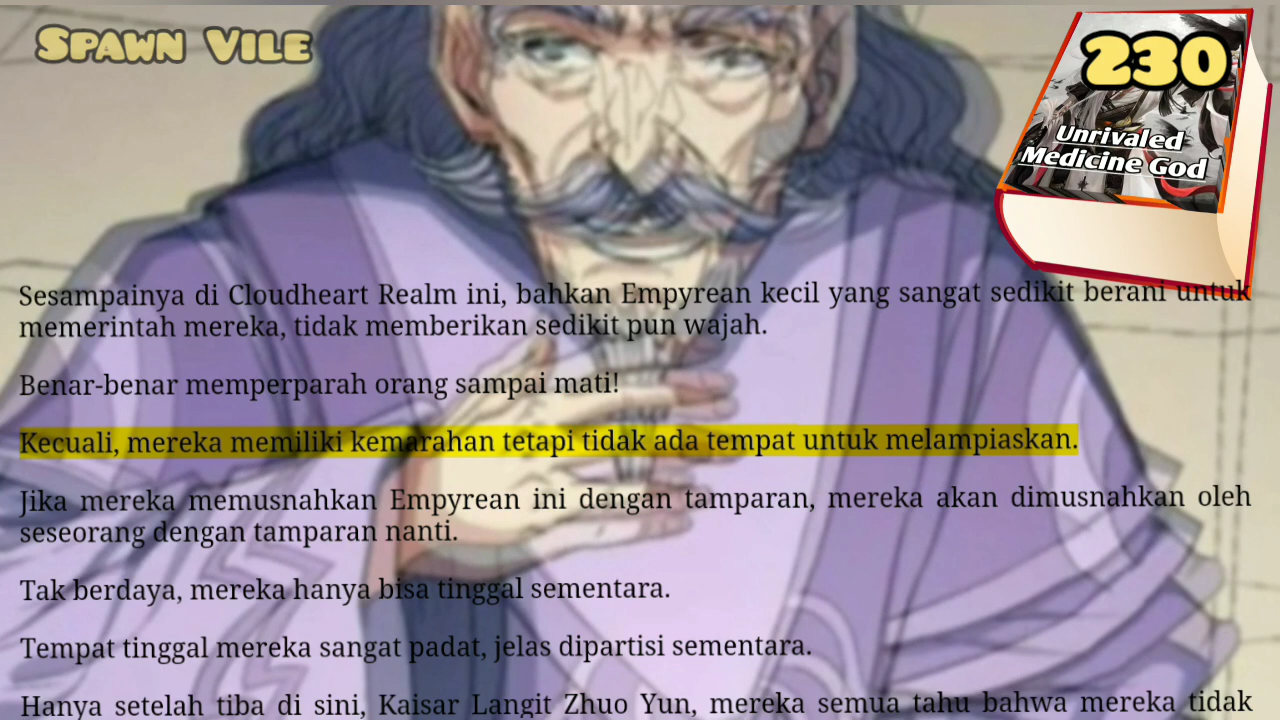 Spawn Vile
230
Unrivaled
Medicine God
Sesampainya di Cloudheart Realm ini, bahkan Empyrean kecil yang sangat sedikit berani untuk
memerintah mereka, tidak memberikan sedikit pun wajah.
Benar-benar memperparah orang sampai mati!
Kecuali, mereka memiliki kemarahan tetapi tidak ada tempat untuk melampiaskan.
Jika mereka memusnahkan Empyrean ini dengan tamparan, mereka akan dimusnahkan oleh
seseorang dengan tamparan nanti.
Tak berdaya, mereka hanya bisa tinggal sementara.
Tempat tinggal mereka sangat padat, jelas dipartisi sementara.
Hanya setelah tiba di sini, Kaisar Langit Zhuo Yun, mereka semua tahu bahwa mereka tidak